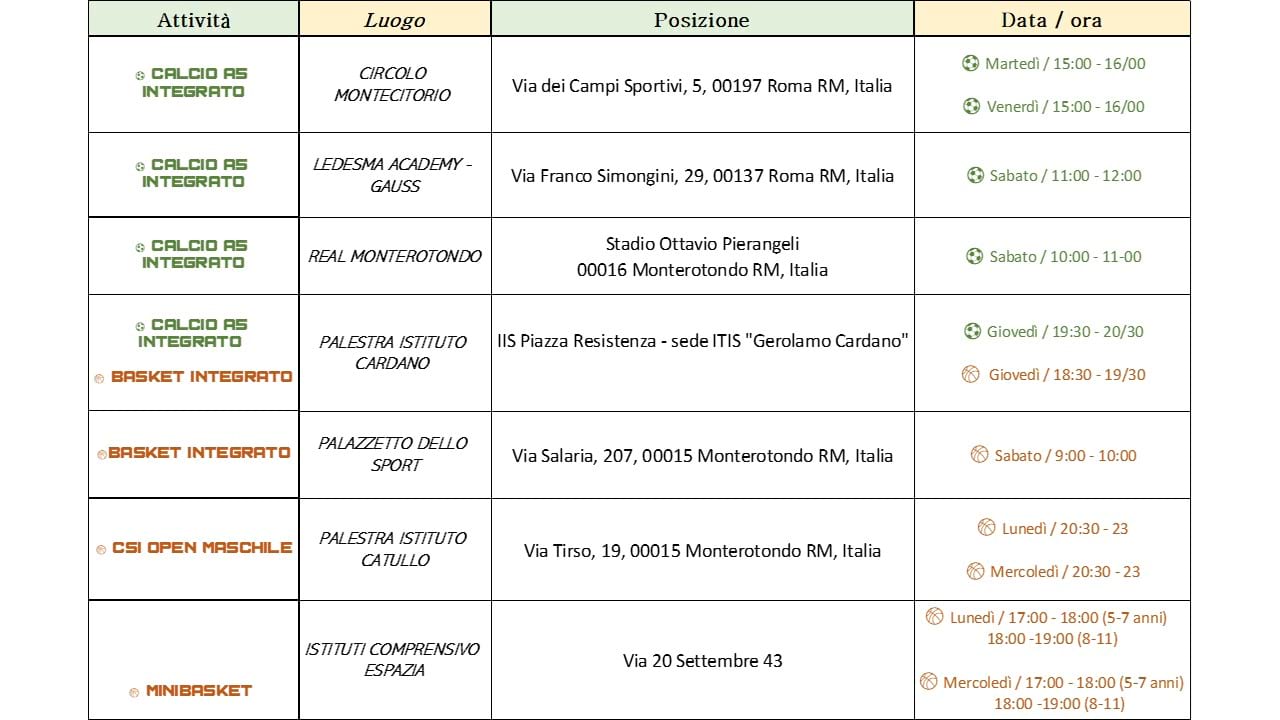 Attività Luogo Posizione Data / ora
CALCIO A5
INTEGRATO
CIRCOLO
MONTECITORIO
Via dei Campi Sportivi, 5, 00197 Roma RM, Italia
Martedì / 15:00 - 16/00
Venerdì / 15:00 - 16/00
CALCIO A5
INTEGRATO
LEDESMA ACADEMY -
GAUSS
Via Franco Simongini, 29, 00137 Roma RM, Italia
Sabato / 11:00 - 12:00
CALCIO A5
INTEGRATO
REAL MONTEROTONDO
Stadio Ottavio Pierangeli
00016 Monterotondo RM, Italia
Sabato / 10:00 - 11-00
CALCIO A5
INTEGRATO
BASKET INTEGRATO
PALESTRA ISTITUTO
CARDANO
IIS Piazza Resistenza - sede ITIS "Gerolamo Cardano"
Giovedì / 19:30 - 20/30
Giovedì / 18:30 - 19/30
BASKET INTEGRATO
PALAZZETTO DELLO
SPORT
Via Salaria, 207, 00015 Monterotondo RM, Italia
Sabato / 9:00 - 10:00
CSI OPEN MASCHILE
PALESTRA ISTITUTO
CATULLO
Via Tirso, 19, 00015 Monterotondo RM, Italia
Lunedì / 20:30 - 23
Mercoledì / 20:30 - 23
MINIBASKET
ISTITUTI COMPRENSIVO
ESPAZIA
Via 20 Settembre 43
Lunedì / 17:00 - 18:00 (5-7 anni)
18:00 -19:00 (8-11)
Mercoledì / 17:00 - 18:00 (5-7 anni)
18:00 -19:00 (8-11)